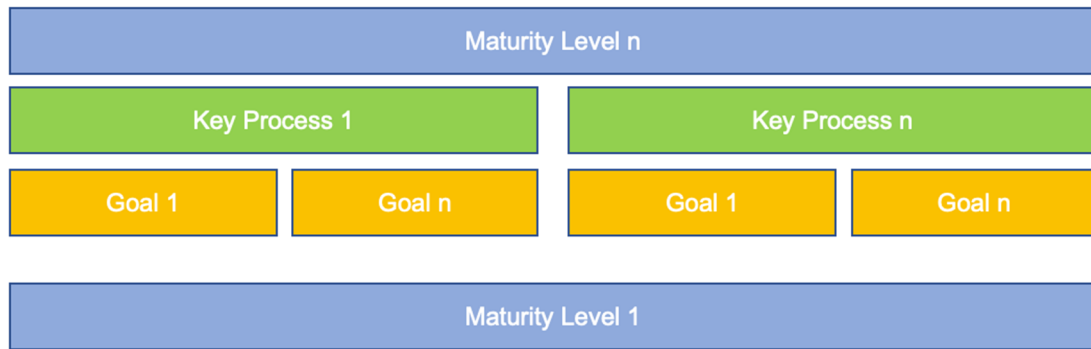 Maturity Level n
Key Process 1
Key Process n
Goal 1
Goal n
Goal 1
Goal n
Maturity Level 1